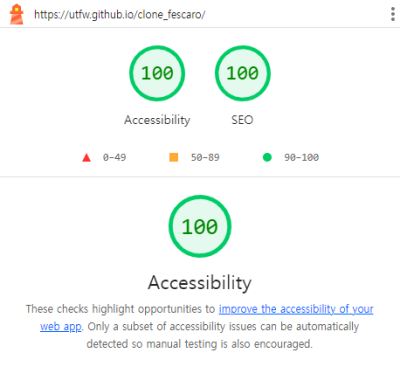 https://utfw.github.io/clone_fescaro/
100
100
Accessibility
SEO
0-49
50-89
90-100
100
Accessibility
These checks highlight opportunities to improve the accessibility of your
web app. Only a subset of accessibility issues can be automatically
detected so manual testing is also encouraged.